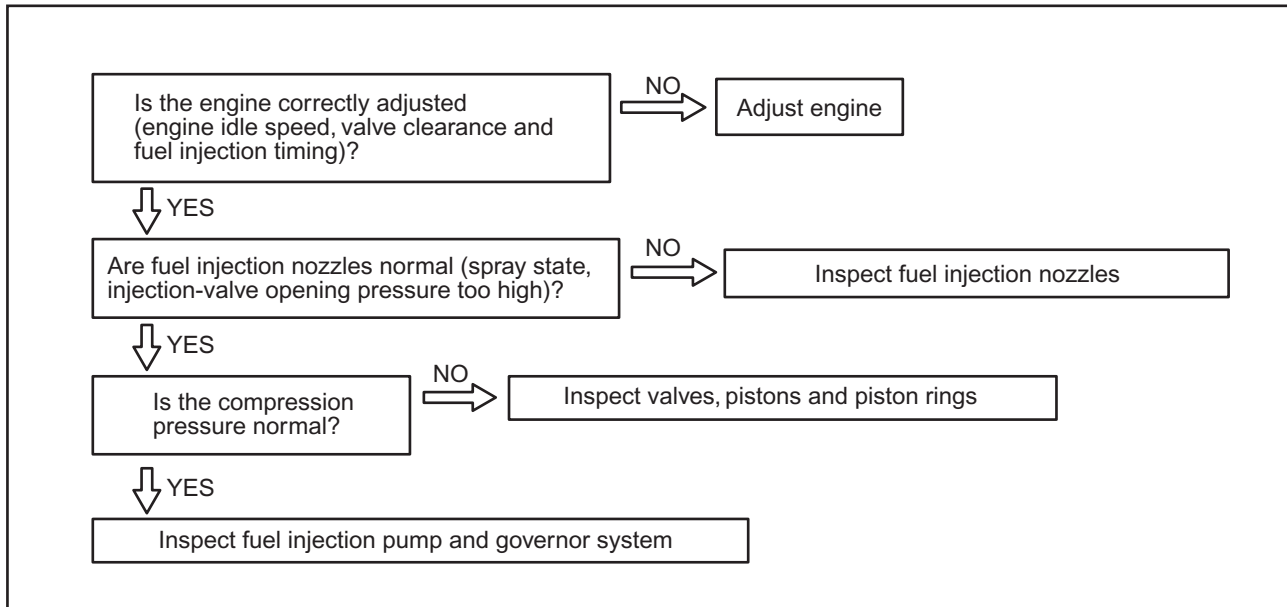 Is the engine correctly adjusted
(engine idle speed, valve clearance and
fuel injection timing)?
NO
Adjust engine
YES
Are fuel injection nozzles normal (spray state,
injection-valve opening pressure too high)?
NO
Inspect fuel injection nozzles
YES
Is the compression
pressure normal?
NO
Inspect valves, pistons and piston rings
YES
Inspect fuel injection pump and governor system